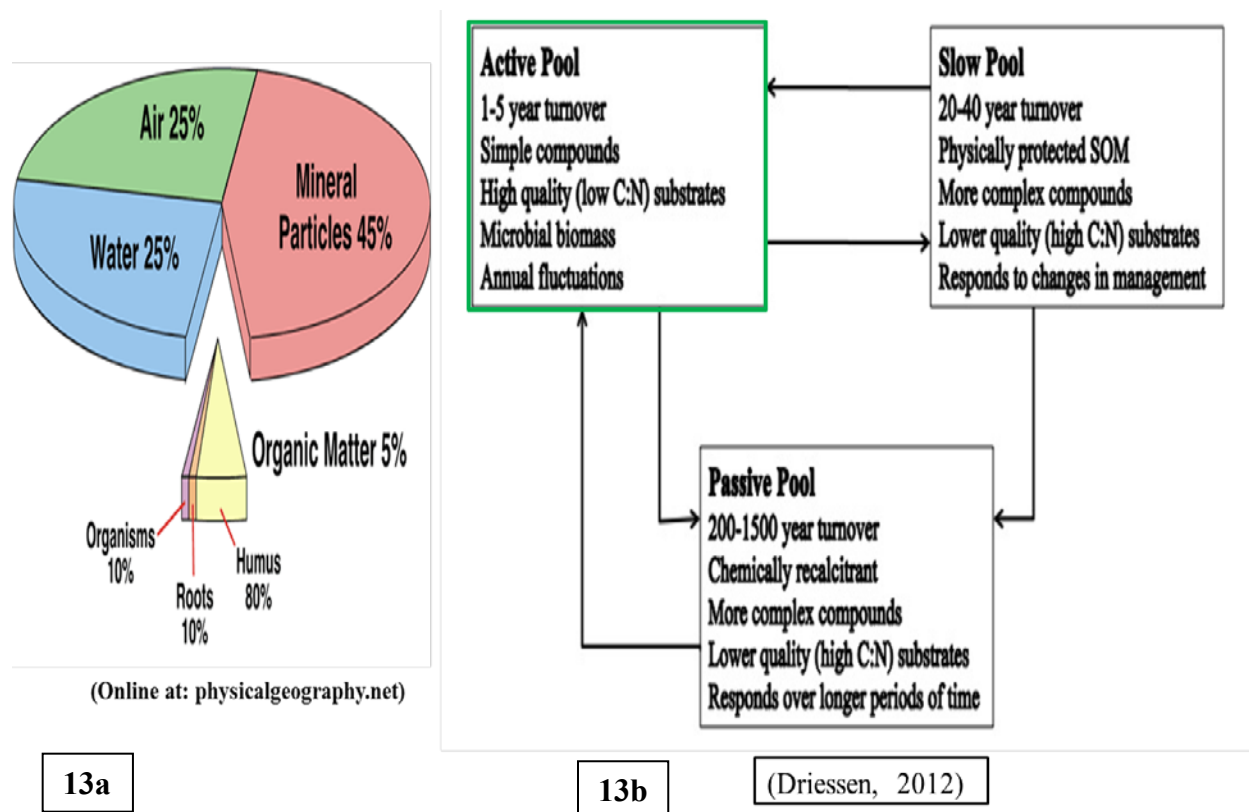 Air 25%
Mineral
Particles 45%
Water 25%
Organic Matter 5%
Organisms
10%
Roots
10%
Humus
80%
(Online at: physicalgeography.net)
13a
Active Pool
1-5 year turnover
Simple compounds
High quality (low C:N) substrates
Microbial biomass
Annual fluctuations
Slow Pool
20-40 year turnover
Physically protected SOM
More complex compounds
Lower quality (high C:N) substrates
Responds to changes in management
Passive Pool
200-1500 year turnover
Chemically recalcitrant
More complex compounds
Lower quality (high C:N) substrates
Responds over longer periods of time
13b
(Driessen, 2012)